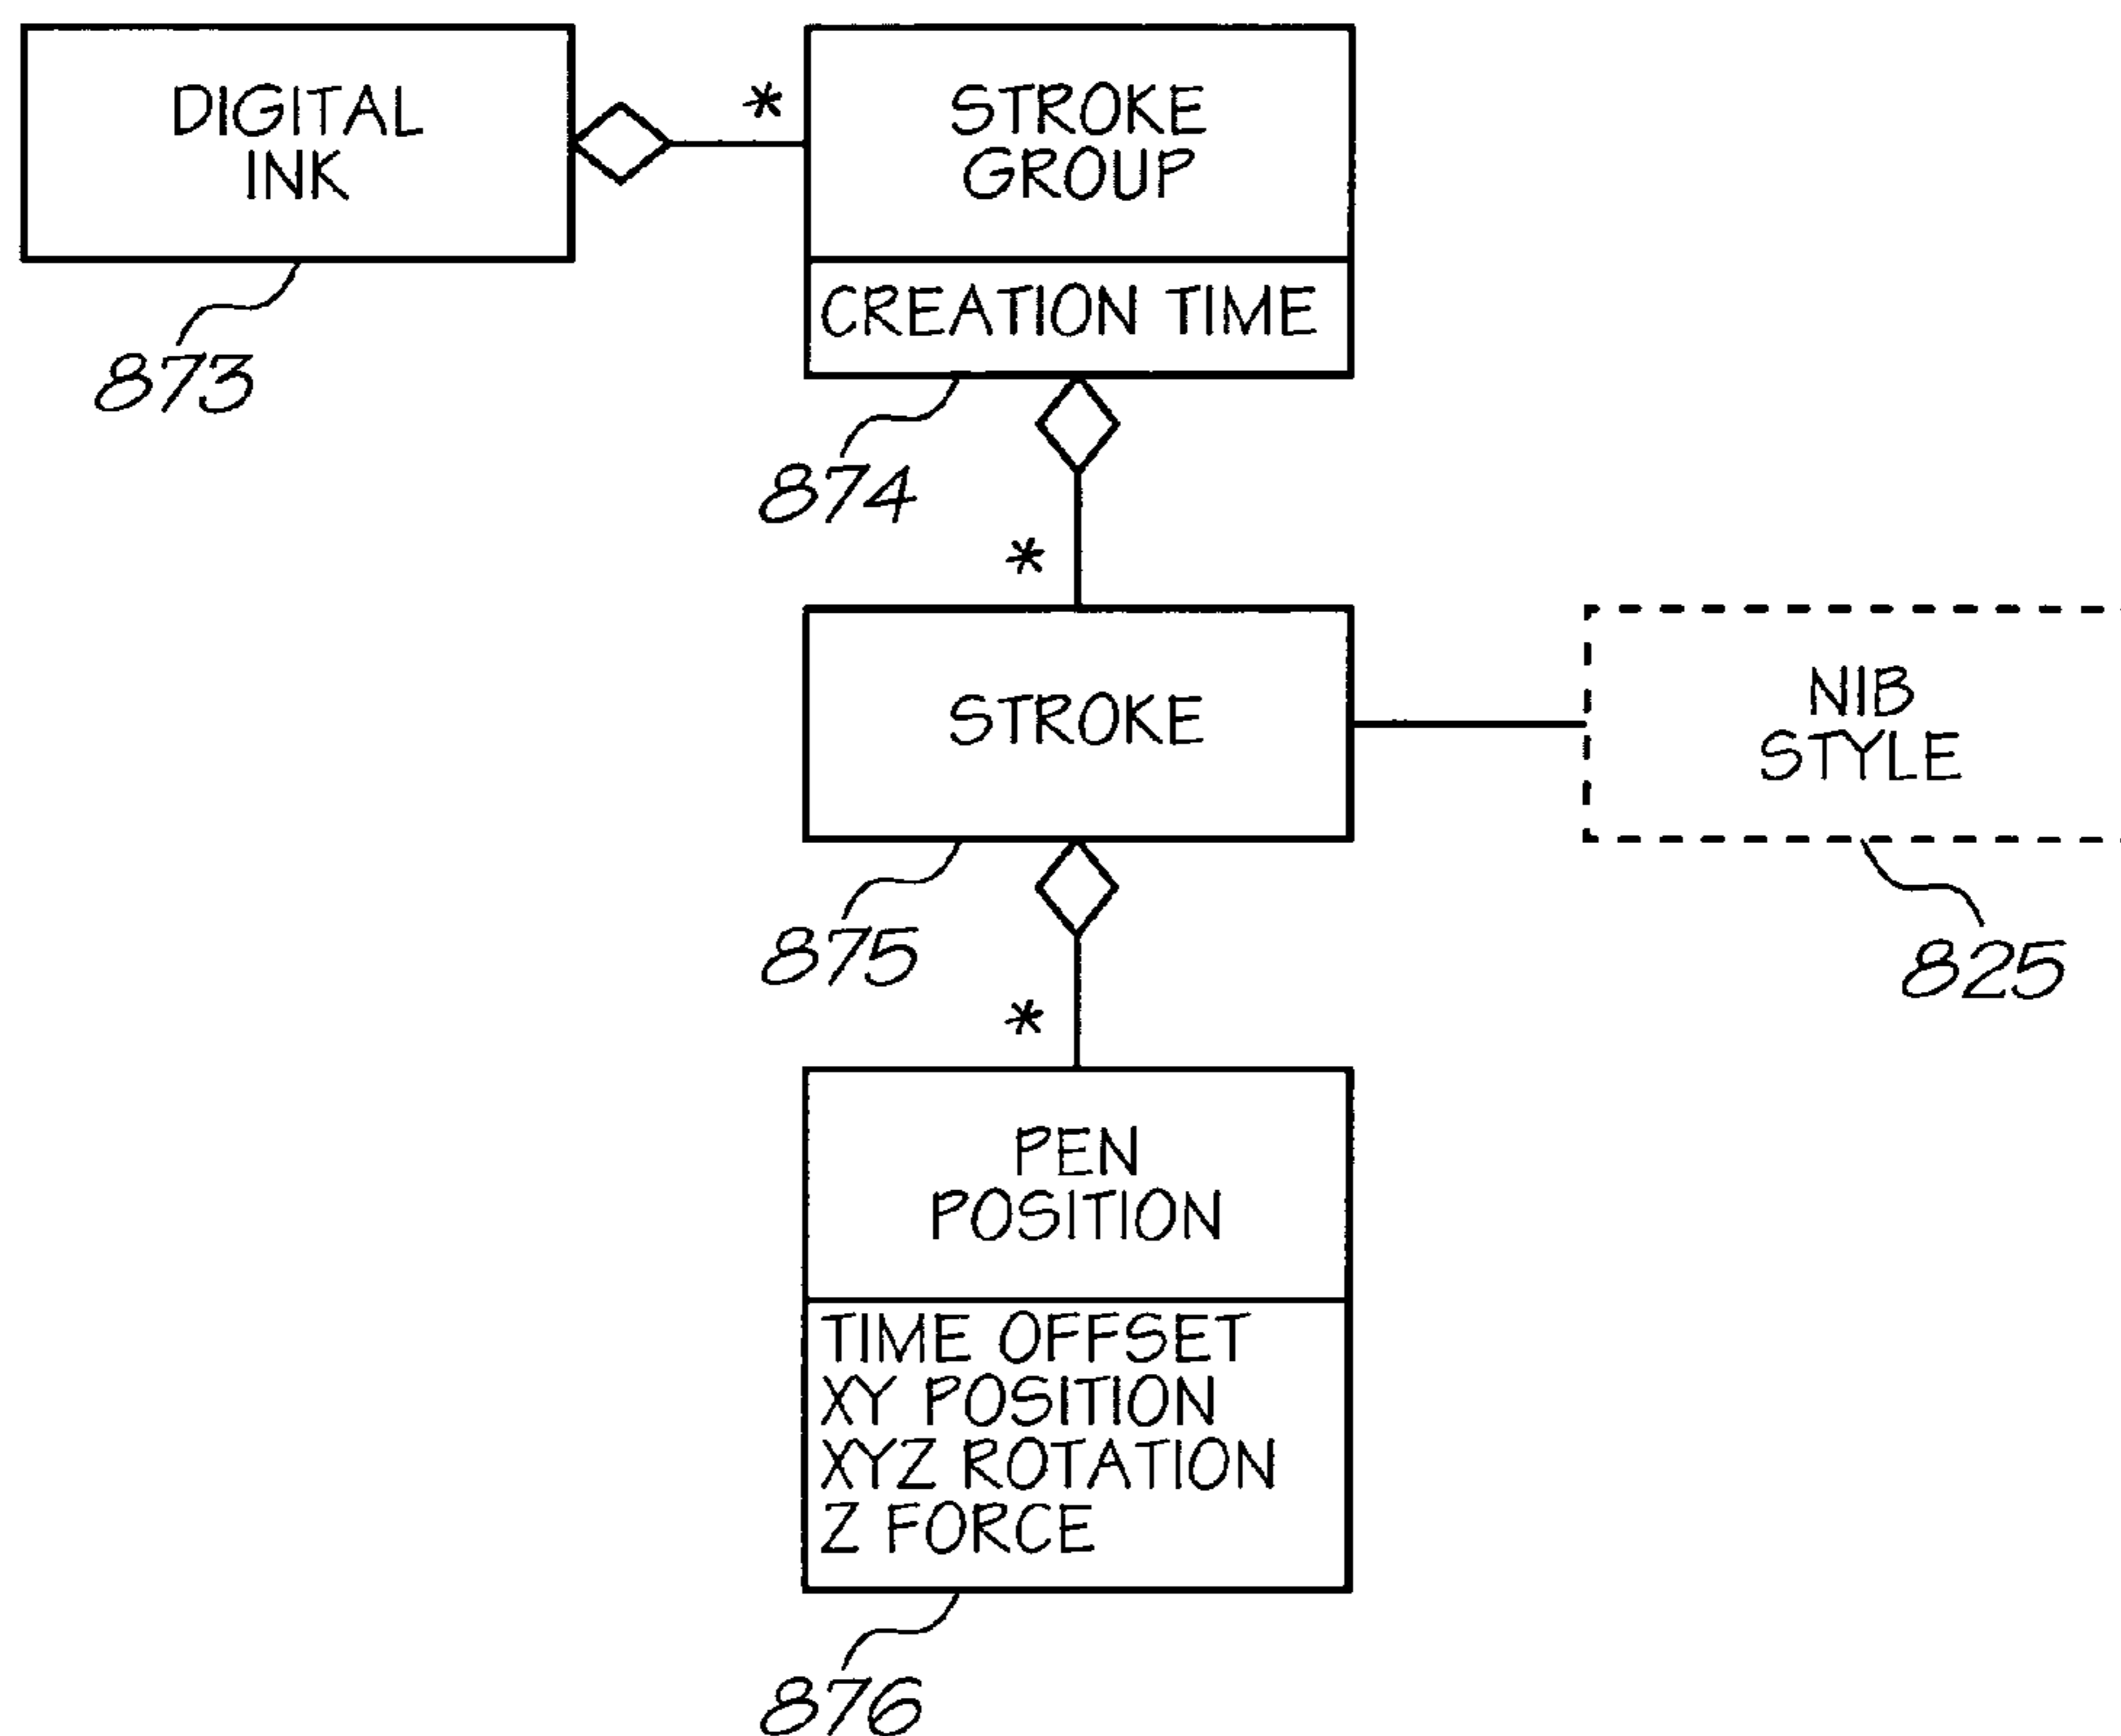 DIGITAL
INK
873
*
STROKE
GROUP
CREATION TIME
874
*
STROKE
875
NIB
STYLE
825
*
PEN
POSITION
TIME OFFSET
XY POSITION
XYZ ROTATION
Z FORCE
876